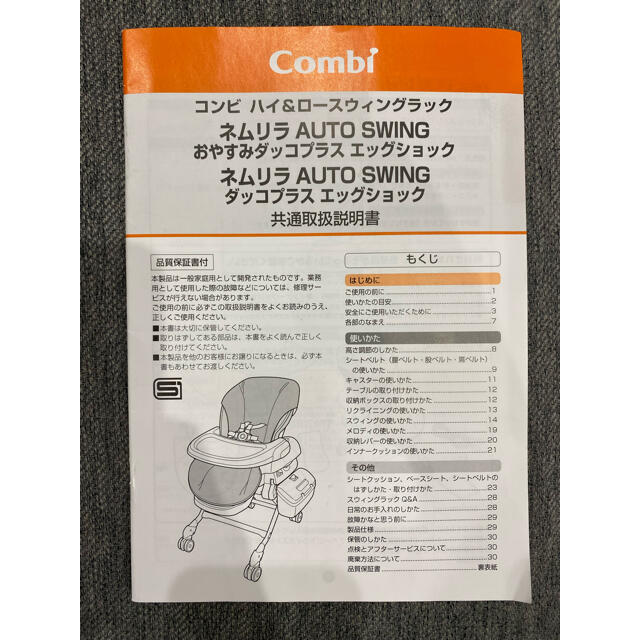 Combi
コンビ ハイ&ロースウィングラック
ネムリラ AUTO SWING
おやすみダッコプラス エッグショック
ネムリラ AUTO SWING
ダッコプラス エッグショック
共通取扱説明書
品質保証書付
本製品は一般家庭用として開発されたものです。業務
用として使用した際の故障などについては、修理サー
ビスが行えない場合があります。
ご使用の前に必ずこの取扱説明書をよくお読みのうえ、
正しくご使用ください。
■本書は大切に保管してください。
■取りはずしてある部品は、本書をよく読んで正しく
取り付けてください。
■本製品を他のお客様にお譲りになるときは、必ず本
書もあわせてお渡しください。
S
もくじ
はじめに
ご使用の前に 1
使いかたの目安 2
安全にご使用いただくために 3
各部のなまえ 7
使いかた
高さ調節のしかた 8
シートベルト（腰ベルト・股ベルト・肩ベルト）
の使いかた 9
キャスターの使いかた 11
テーブルの取り付けかた 12
収納ボックスの取り付けかた 12
リクライニングの使いかた 13
スウィングの使いかた 14
メロディの使いかた 19
収納レバーの使いかた 20
インナークッションの使いかた 21
その他
シートクッション、ベースシート、シートベルトの
はずしかた・取り付けかた 23
スウィングラック Q&A 28
日常のお手入れのしかた 28
故障かなと思う前に 29
製品仕様 29
保管のしかた 30
点検とアフターサービスについて 30
廃棄方法について 30
品質保証書 裏表紙